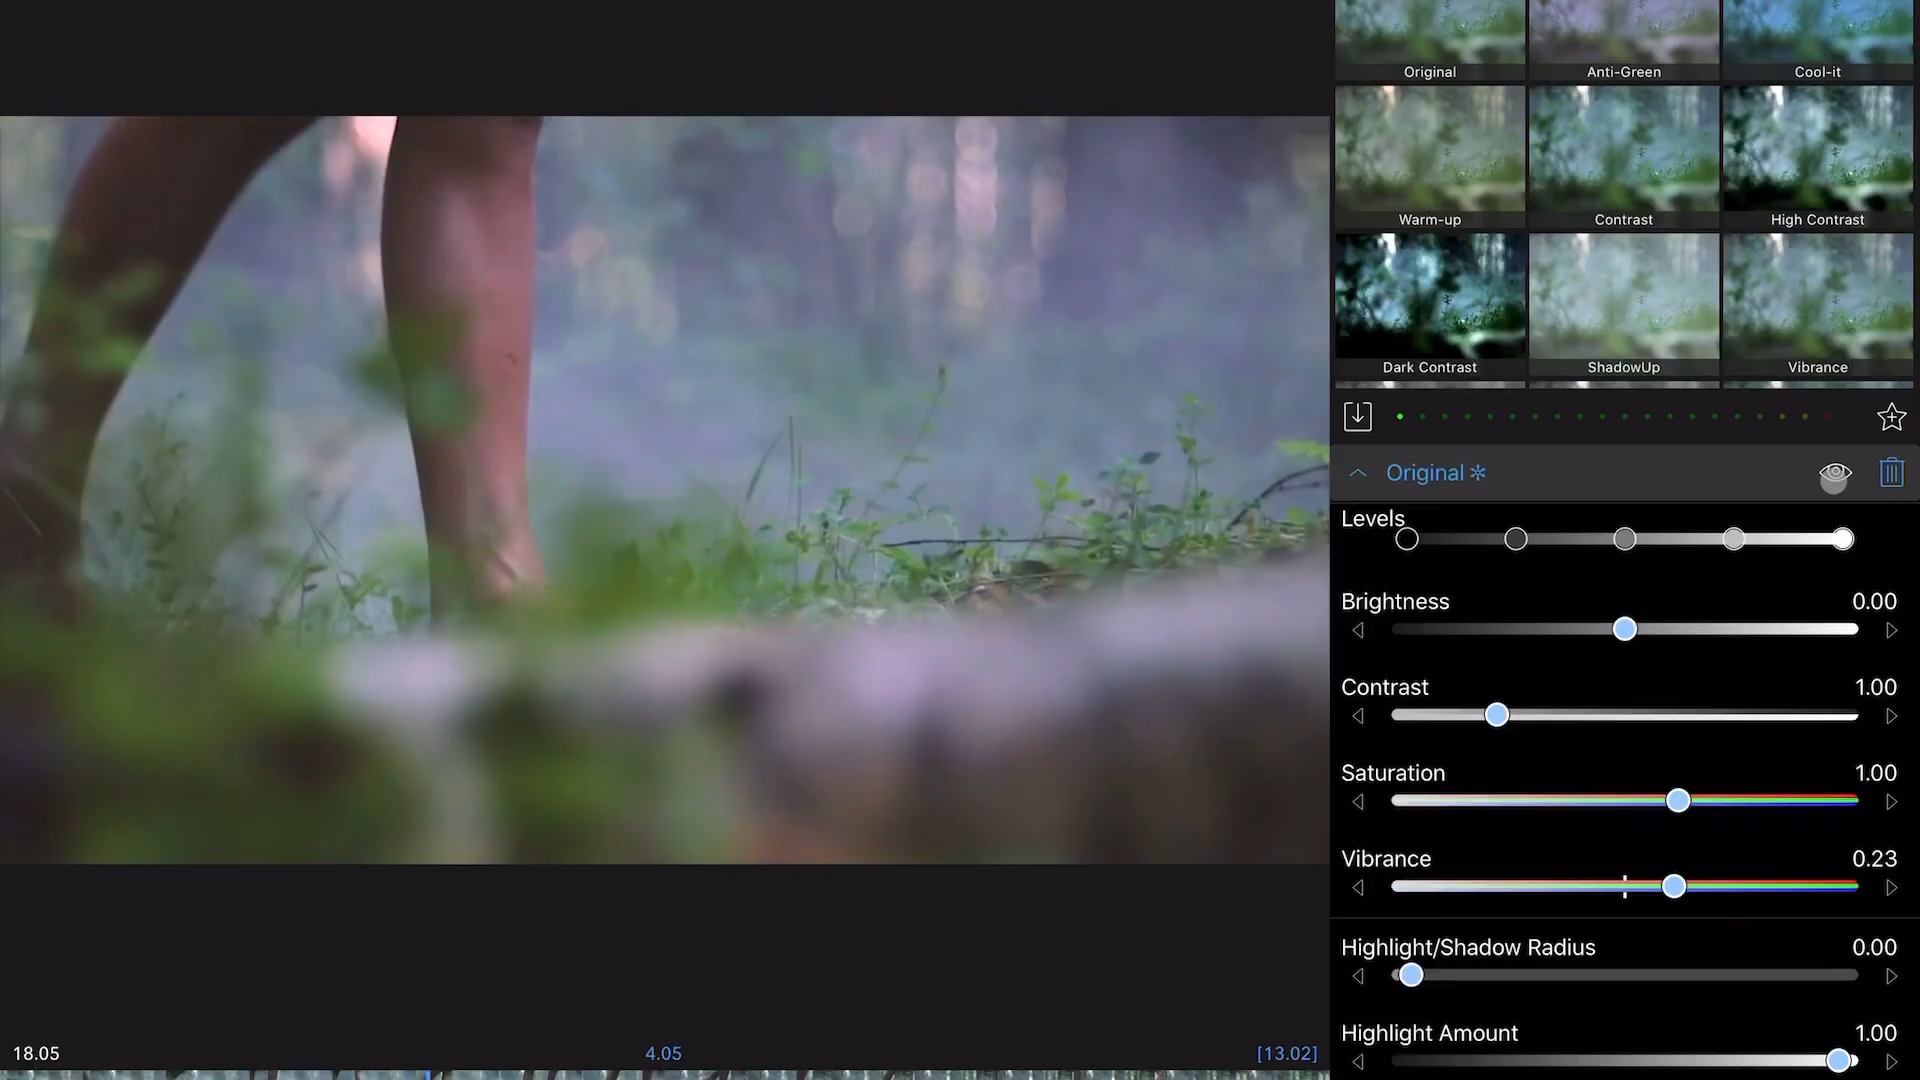 Original
Anti-Green
Cool-it
Warm-up
Contrast
High Contrast
Dark Contrast
ShadowUp
Vibrance
Original
Levels
Brightness
0.00
Contrast
1.00
Saturation
1.00
Vibrance
0.23
Highlight/Shadow Radius
0.00
Highlight Amount
1.00
18.05
4.05
[13.02]